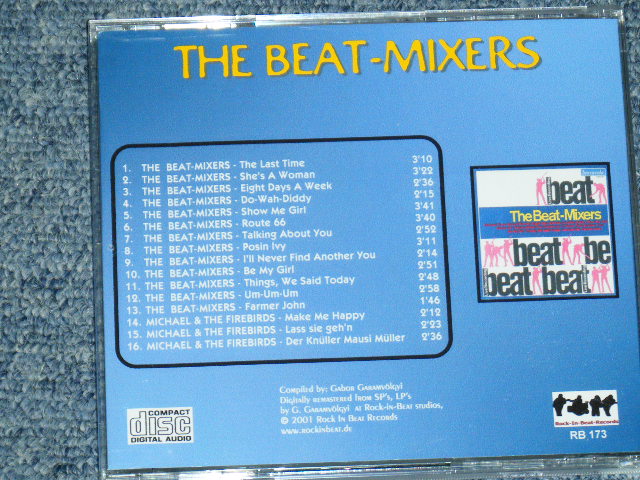 THE BEAT-MIXERS
1. THE BEAT-MIXERS - The Last Time 3'10
2. THE BEAT-MIXERS - She's A Woman 3'22
3. THE BEAT-MIXERS - Eight Days A Week 2'36
4. THE BEAT-MIXERS - Do-Wah-Diddy 2'15
5. THE BEAT-MIXERS - Show Me Girl 3'41
6. THE BEAT-MIXERS - Route 66 3'40
7. THE BEAT-MIXERS - Talking About You 2'52
8. THE BEAT-MIXERS - Posin Ivy 3'11
9. THE BEAT-MIXERS - I'll Never Find Another You 2'14
10. THE BEAT-MIXERS - Be My Girl 2'51
11. THE BEAT-MIXERS - Things, We Said Today 2'48
12. THE BEAT-MIXERS - Um-Um-Um 2'58
13. THE BEAT-MIXERS - Farmer John 1'46
14. MICHAEL & THE FIREBIRDS - Make Me Happy 2'12
15. MICHAEL & THE FIREBIRDS - Lass sie geh'n 2'23
16. MICHAEL & THE FIREBIRDS - Der Knüller Mausi Müller 2'36
beat
The Beat-Mixers
beat be
beat beat
Compiled by: Gabor Garamvölgyi
Digitally remastered from SP's, LP's
by G. Garamvölgyi at Rock-in-Beat studios,
© 2001 Rock In Beat Records
www.rockinbeat.de
COMPACT
disc
DIGITAL AUDIO
Rock-In-Beat-Records
RB 173